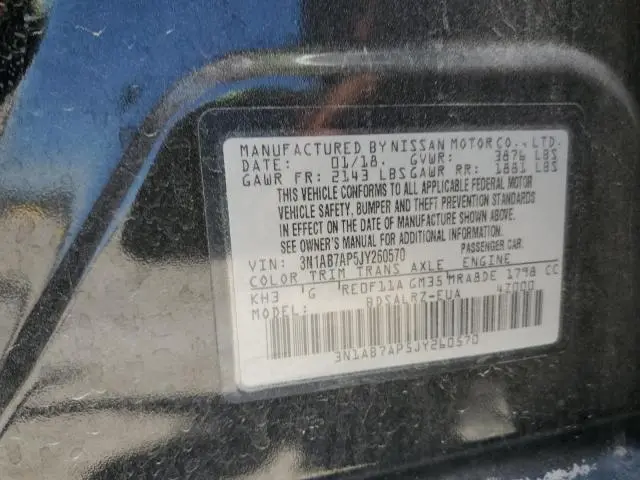 MANUFACTURED BY NISSAN MOTOR CO., LTD.
DATE: 01/18. GVWR: 3876 LBS
GAWR FR: 2143 LBS GAWR RR: 1881 LBS
THIS VEHICLE CONFORMS TO ALL APPLICABLE FEDERAL MOTOR
VEHICLE SAFETY, BUMPER AND THEFT PREVENTION STANDARDS
IN EFFECT ON THE DATE OF MANUFACTURE SHOWN ABOVE.
SEE OWNER'S MANUAL FOR ADDITIONAL INFORMATION.
VIN: 3N1AB7AP5JY260570 PASSENGER CAR
COLOR TRIM TRANS AXLE ENGINE
KH3 G RE0F11A GM35 MRA8DE 1798 CC
MODEL: BDSALRZ-EUA 4Z000
3N1AB7AP5JY260570